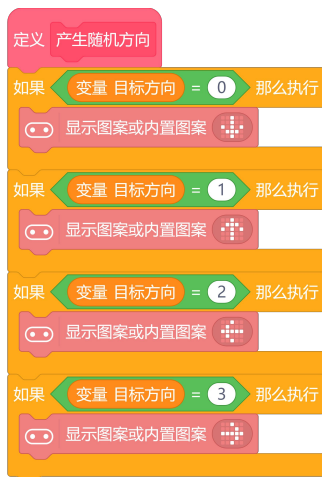 定义 产生随机方向
如果 变量 目标方向 = 0 那么执行
显示图案或内置图案
如果 变量 目标方向 = 1 那么执行
显示图案或内置图案
如果 变量 目标方向 = 2 那么执行
显示图案或内置图案
如果 变量 目标方向 = 3 那么执行
显示图案或内置图案